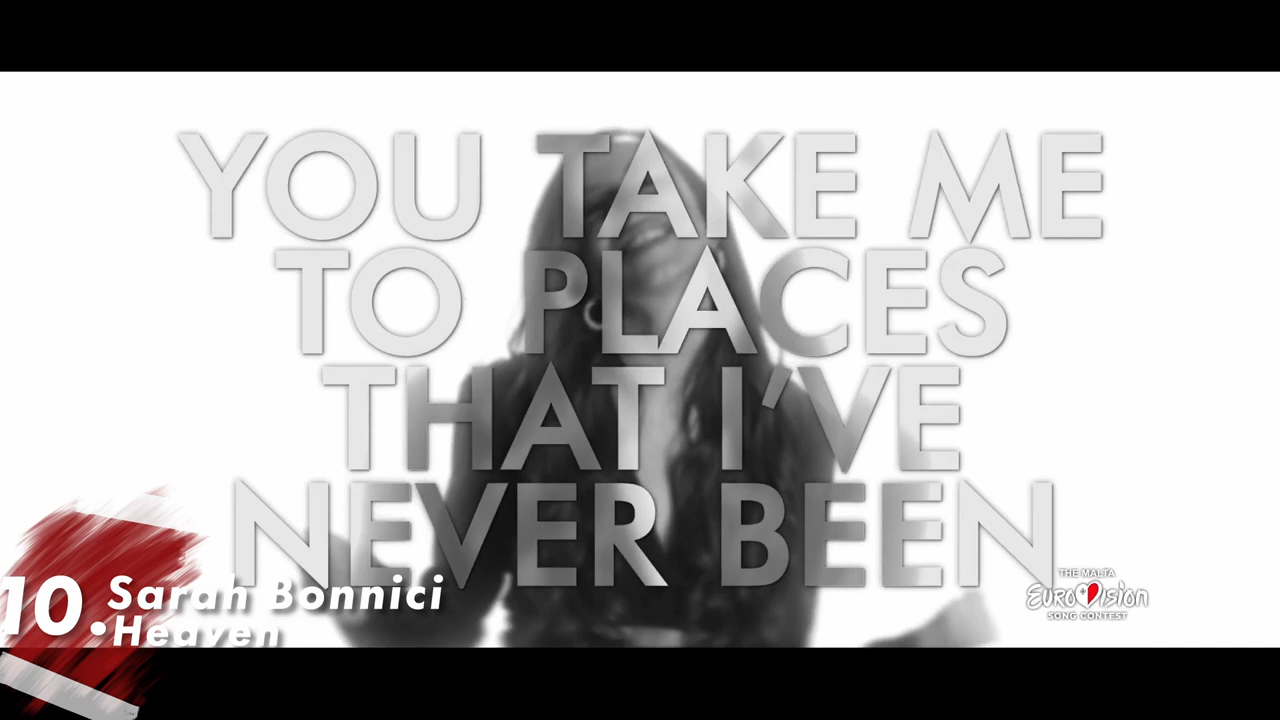 YOU TAKE ME
TO PLACES
THAT I'VE
NEVER BEEN
10.
Sarah Bonnici
Heaven
THE MALTA
EUROVISION
SONG CONTEST